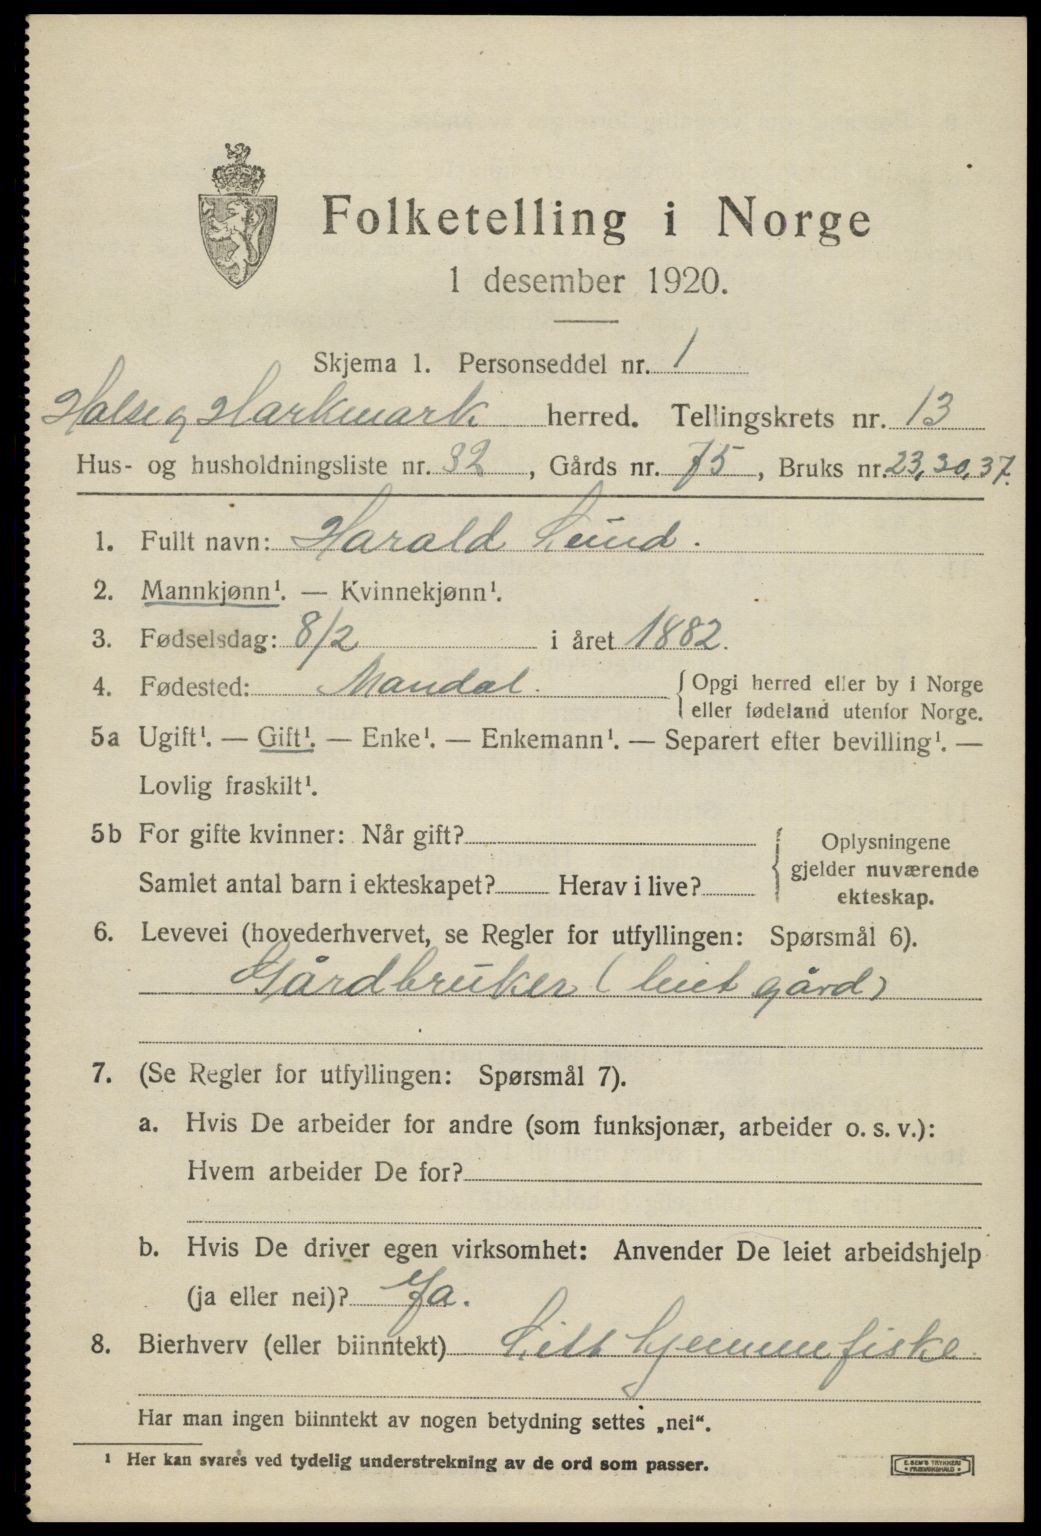 Folketelling i Norge
1 desember 1920.
Skjema 1. Personseddel nr. 1
Halse og Harkmark herred. Tellingskrets nr. 13
Hus- og husholdningsliste nr. 32, Gårds nr. 75, Bruks nr. 23, 30, 37.
1. Fullt navn: Harald Lund.
2. Mannkjønn¹. — Kvinnekjønn¹.
3. Fødselsdag: 8/2 i året 1882.
4. Fødested: Mandal. Opgi herred eller by i Norge
eller fødeland utenfor Norge.
5a Ugift¹. — Gift¹. — Enke¹. — Enkemann¹. — Separert efter bevilling¹. —
Lovlig fraskilt¹.
5b For gifte kvinner: Når gift?
Samlet antal barn i ekteskapet? Herav i live?
Oplysningene
gjelder nuværende
ekteskap.
6. Levevei (hovederhvervet, se Regler for utfyllingen: Spørsmål 6).
Gårdbruker (leiet gård)
7. (Se Regler for utfyllingen: Spørsmål 7).
a. Hvis De arbeider for andre (som funksjonær, arbeider o. s. v.):
Hvem arbeider De for?
b. Hvis De driver egen virksomhet: Anvender De leiet arbeidshjelp
(ja eller nei)? Ja.
8. Bierhverv (eller biinntekt) Litt hjemmefiske
Har man ingen biinntekt av nogen betydning settes „nei“.
¹ Her kan svares ved tydelig understrekning av de ord som passer.